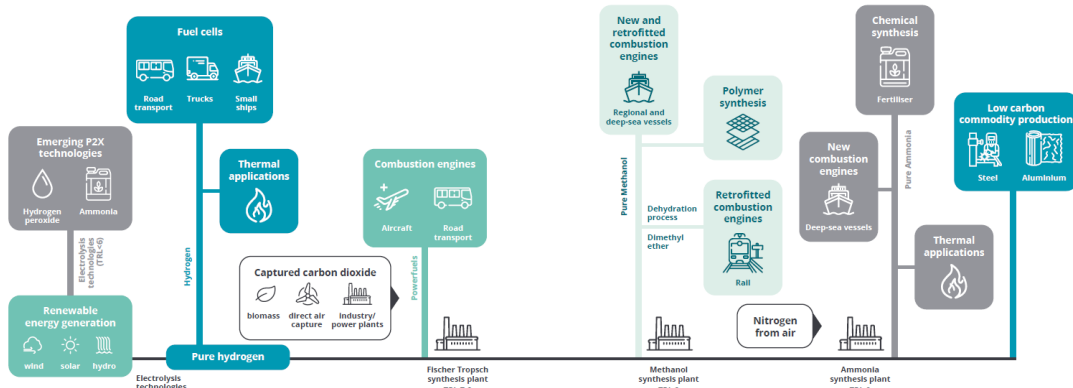 Fuel cells
Road
transport
Trucks
Small
ships
Emerging P2X
technologies
Hydrogen
peroxide
Ammonia
Electrolysis
technologies
(TRL<6)
Renewable
energy generation
wind
solar
hydro
Hydrogen
Thermal
applications
Captured carbon dioxide
biomass
direct air
capture
industry/
power plants
Pure hydrogen
Electrolysis
technologies
Combustion engines
Aircraft
Road
transport
Powerfuels
Fischer Tropsch
synthesis plant
New and
retrofitted
combustion
engines
Regional and
deep-sea vessels
Polymer
synthesis
Pure Methanol
Dehydration
process
Dimethyl
ether
Retrofitted
combustion
engines
Rail
Methanol
synthesis plant
Nitrogen
from air
Chemical
synthesis
Fertiliser
New
combustion
engines
Deep-sea vessels
Pure Ammonia
Thermal
applications
Ammonia
synthesis plant
Low carbon
commodity production
Steel
Aluminium